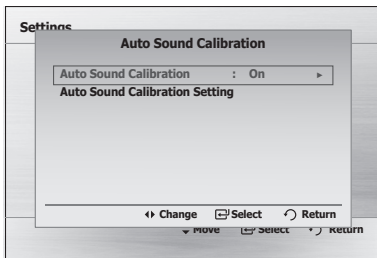 Settings
Auto Sound Calibration
Auto Sound Calibration : On ►
Auto Sound Calibration Setting
Change Select Return
Move Select Return